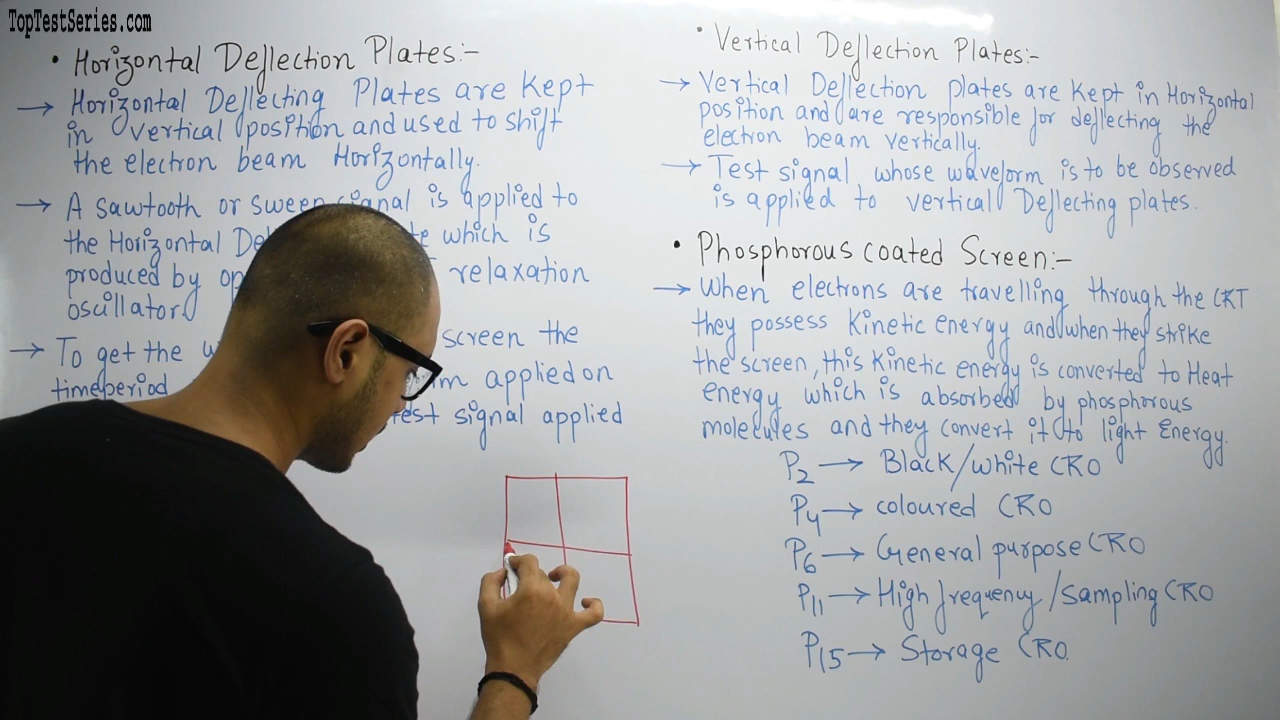 TopTestSeries.com
• Horizontal Deflection Plates:-
→ Horizontal Deflecting Plates are Kept
in vertical position and used to shift
the electron beam Horizontally.
→ A sawtooth or sweep signal is applied to
the Horizontal which is
produced by relaxation
oscillator.
→ To get the screen the
timeperiod applied on
test signal applied
• Vertical Deflection Plates:-
→ Vertical Deflection plates are Kept in Horizontal
position and are responsible for deflecting the
electron beam vertically.
→ Test signal whose waveform is to be observed
is applied to vertical Deflecting plates.
• Phosphorous coated Screen:-
→ When electrons are travelling through the CRT
they possess Kinetic energy and when they strike
the screen, this Kinetic energy is converted to Heat
energy which is absorbed by phosphorous
molecules and they convert it to light Energy.
P2 → Black/white CRO
P4 → coloured CRO
P6 → General purpose CRO
P11 → High frequency/sampling CRO
P15 → Storage CRO.